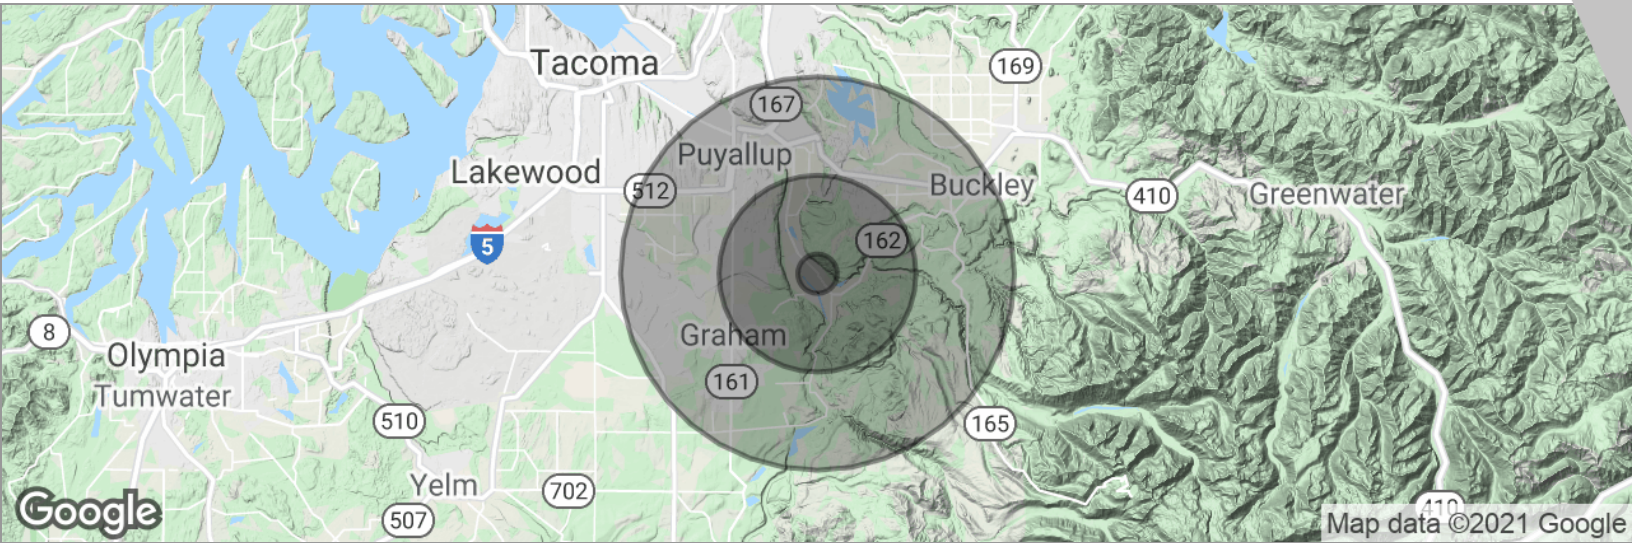 169
Tacoma
167
Puyallup
Lakewood
512
Buckley
410
Greenwater
162
5
8
Graham
Olympia
161
Tumwater
510
165
Yelm
702
410
Google
507
Map data ©2021 Google